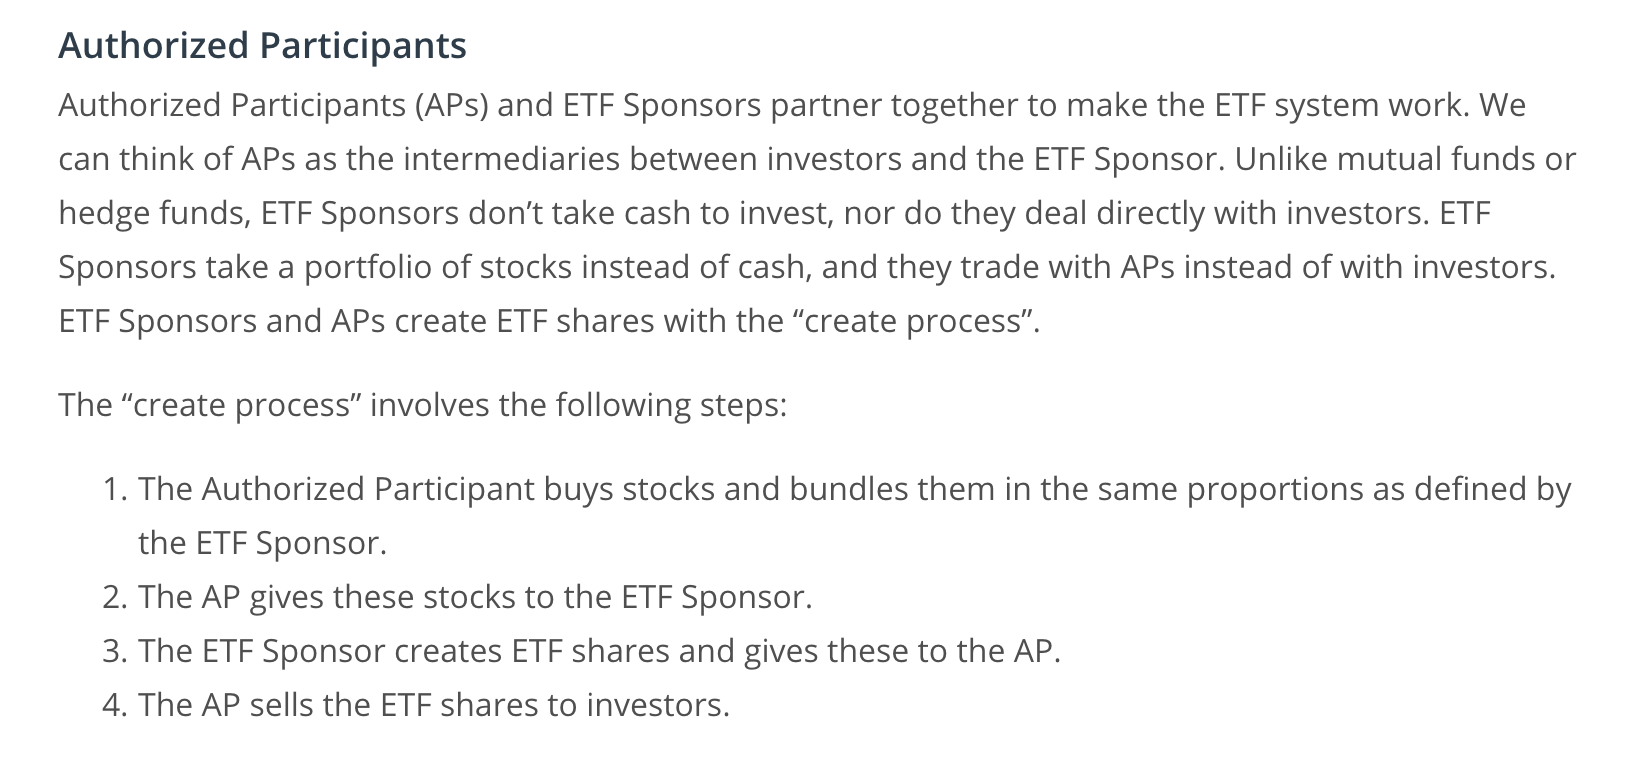 Authorized Participants
Authorized Participants (APs) and ETF Sponsors partner together to make the ETF system work. We
can think of APs as the intermediaries between investors and the ETF Sponsor. Unlike mutual funds or
hedge funds, ETF Sponsors don’t take cash to invest, nor do they deal directly with investors. ETF
Sponsors take a portfolio of stocks instead of cash, and they trade with APs instead of with investors.
ETF Sponsors and APs create ETF shares with the “create process”.
The “create process” involves the following steps:
1. The Authorized Participant buys stocks and bundles them in the same proportions as defined by
the ETF Sponsor.
2. The AP gives these stocks to the ETF Sponsor.
3. The ETF Sponsor creates ETF shares and gives these to the AP.
4. The AP sells the ETF shares to investors.